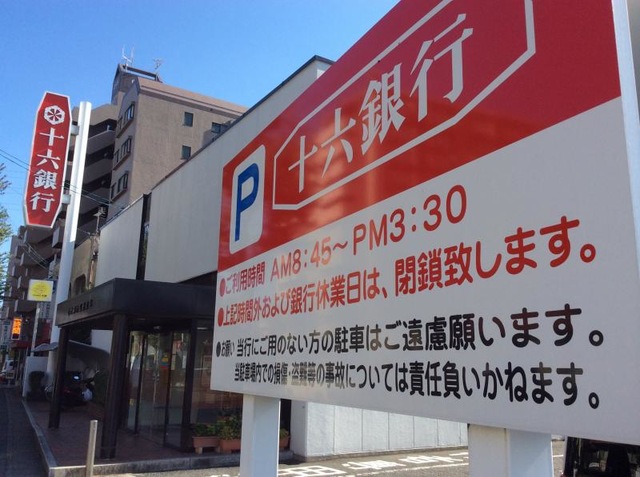 十六銀行
P
十六銀行
●ご利用時間 AM8:45～PM3:30
●上記時間外および銀行休業日は、閉鎖致します。
●お願い 当行にご用のない方の駐車はご遠慮願います。
当駐車場内での損傷・盗難等の事故については責任負いかねます。